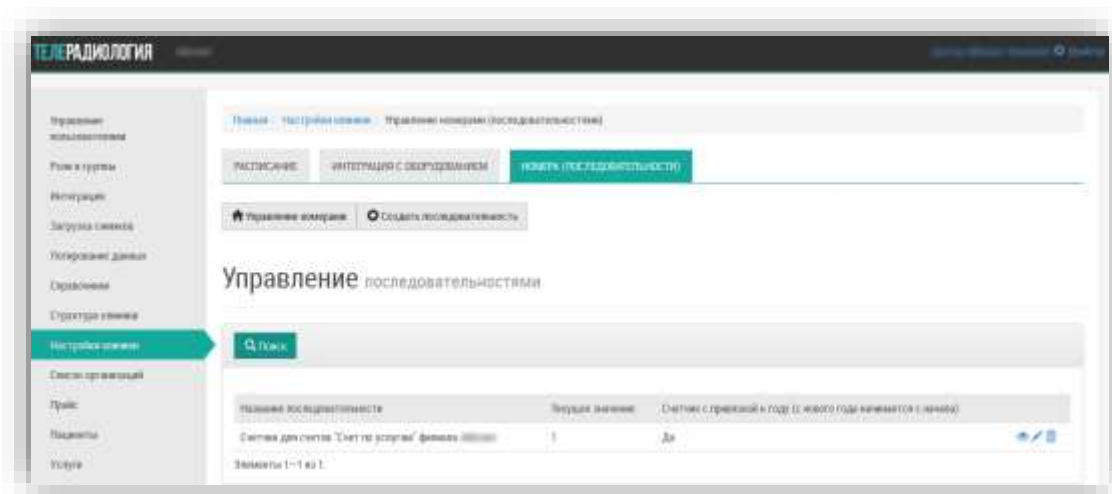 ТЕЛЕРАДИОЛОГИЯ
Управление
пользователями
Роли и группы
Интеграция
Загрузка снимков
Логирование данных
Справочники
Структура клиники
Настройки клиники
Список организаций
Прайс
Пациенты
Услуги
Главная / Настройки клиники / Управление номерами (последовательностями)
РАСПИСАНИЕ
ИНТЕГРАЦИЯ С ОБОРУДОВАНИЕМ
НОМЕРА (ПОСЛЕДОВАТЕЛЬНОСТИ)
Управление номерами
Создать последовательность
Управление последовательностями
Поиск
Название последовательности Текущее значение Счетчик с привязкой к году (с нового года начинается с начала)
Счетчик для счетов "Счет по услугам" филиала 1 Да
Элементы 1—1 из 1.